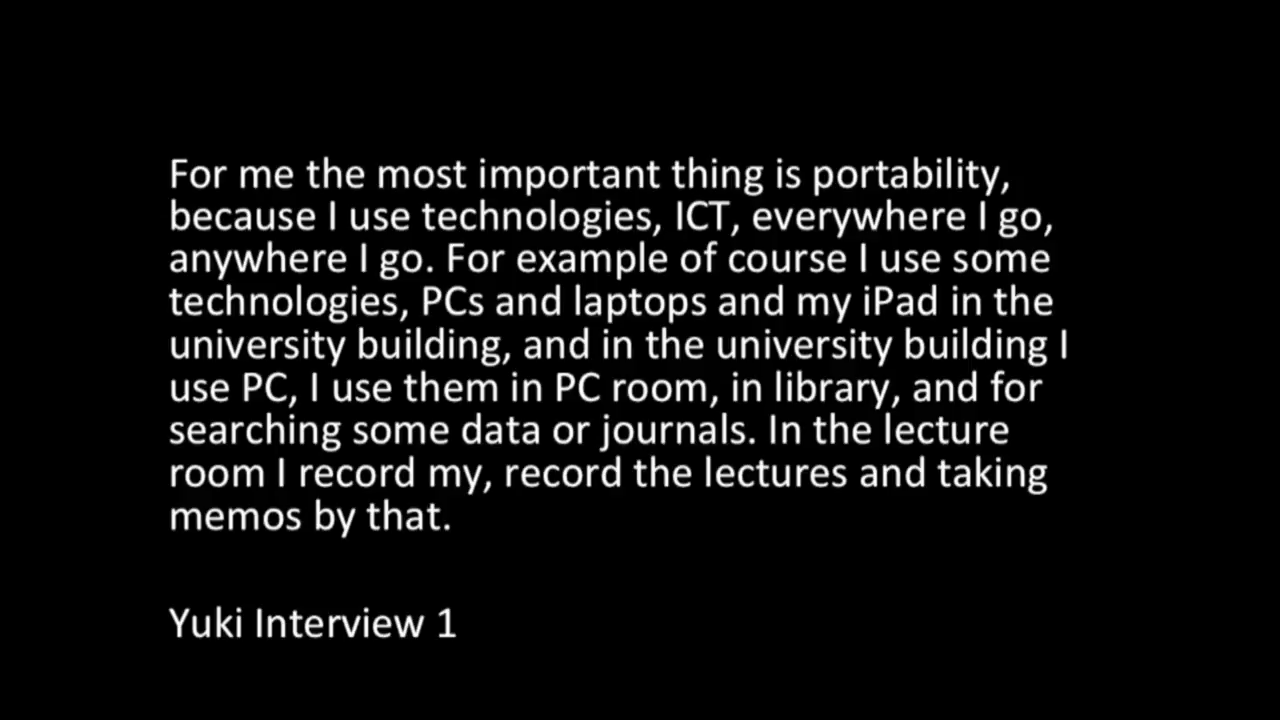 For me the most important thing is portability,
because I use technologies, ICT, everywhere I go,
anywhere I go. For example of course I use some
technologies, PCs and laptops and my iPad in the
university building, and in the university building I
use PC, I use them in PC room, in library, and for
searching some data or journals. In the lecture
room I record my, record the lectures and taking
memos by that.
Yuki Interview 1